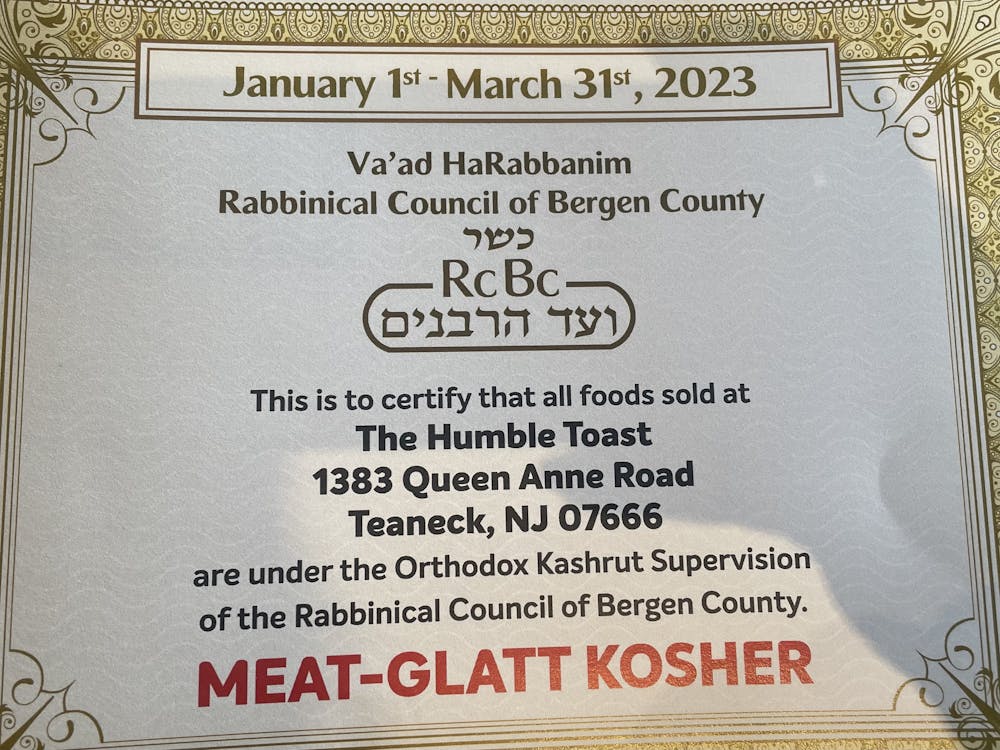 January 1st - March 31st, 2023
Va'ad HaRabbanim
Rabbinical Council of Bergen County
כשר
RcBc
ועד הרבנים
This is to certify that all foods sold at
The Humble Toast
1383 Queen Anne Road
Teaneck, NJ 07666
are under the Orthodox Kashrut Supervision
of the Rabbinical Council of Bergen County.
MEAT-GLATT KOSHER